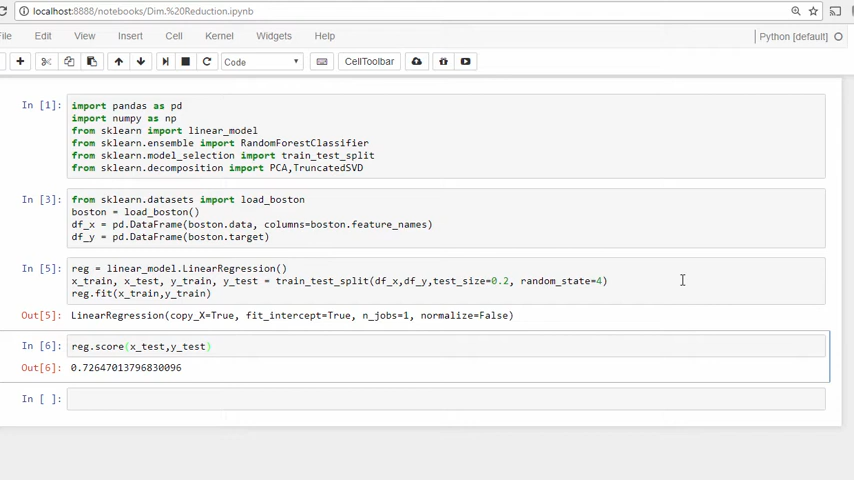 localhost:8888/notebooks/Dim.%20Reduction.ipynb
File Edit View Insert Cell Kernel Widgets Help Python [default]
Code CellToolbar
In [1]: import pandas as pd
import numpy as np
from sklearn import linear_model
from sklearn.ensemble import RandomForestClassifier
from sklearn.model_selection import train_test_split
from sklearn.decomposition import PCA,TruncatedSVD
In [3]: from sklearn.datasets import load_boston
boston = load_boston()
df_x = pd.DataFrame(boston.data, columns=boston.feature_names)
df_y = pd.DataFrame(boston.target)
In [5]: reg = linear_model.LinearRegression()
x_train, x_test, y_train, y_test = train_test_split(df_x,df_y,test_size=0.2, random_state=4)
reg.fit(x_train,y_train)
Out[5]: LinearRegression(copy_X=True, fit_intercept=True, n_jobs=1, normalize=False)
In [6]: reg.score(x_test,y_test)
Out[6]: 0.72647013796830096
In [ ]: